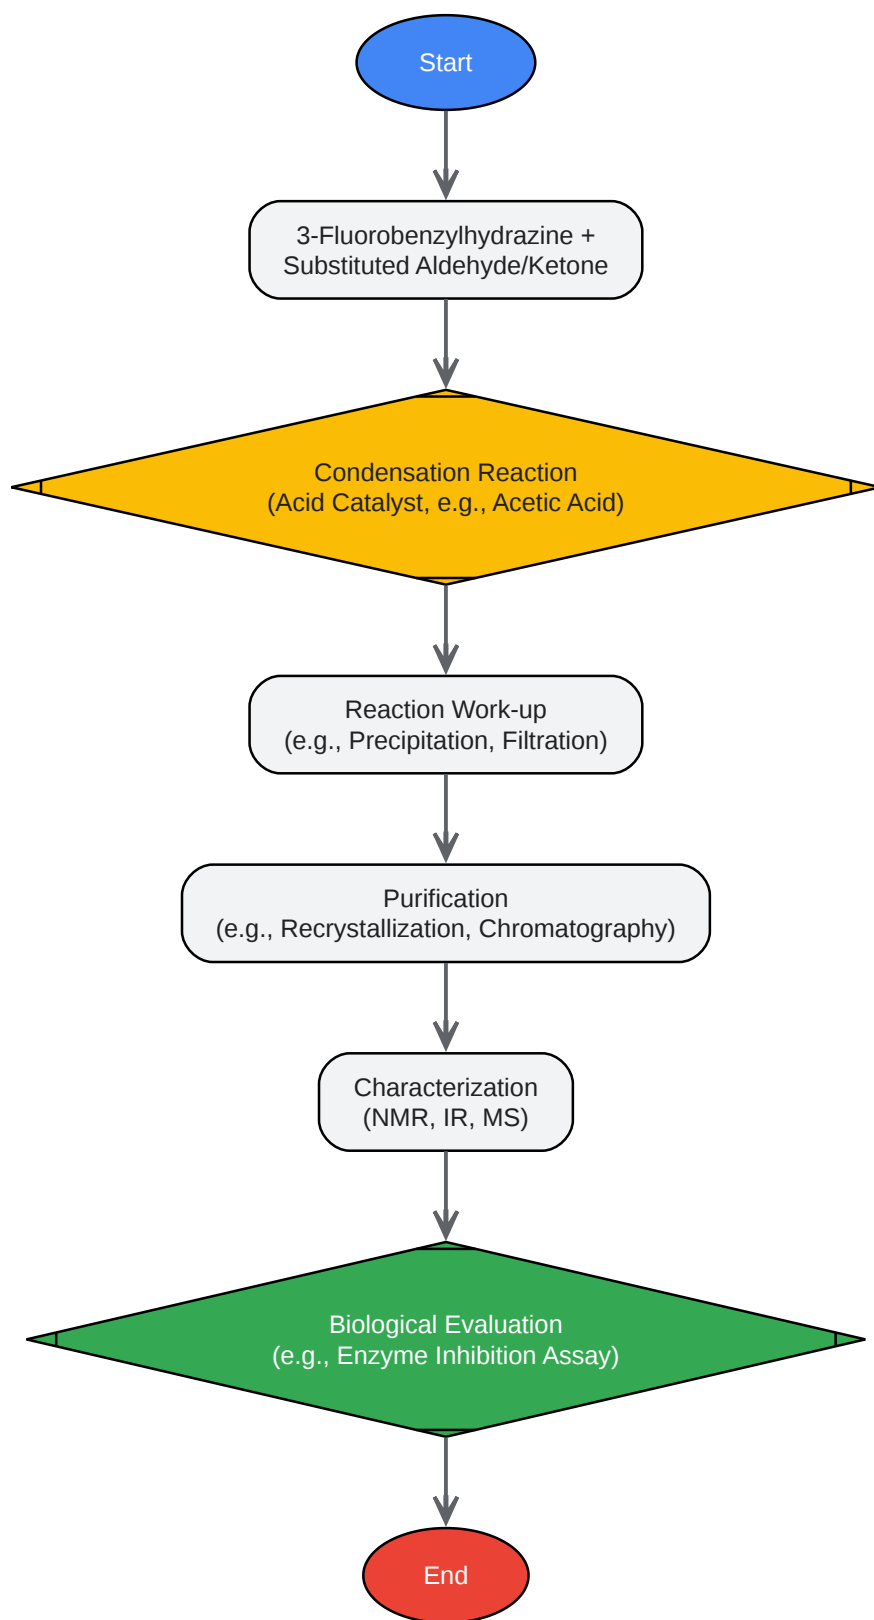 Start
3-Fluorobenzylhydrazine +
Substituted Aldehyde/Ketone
Condensation Reaction
(Acid Catalyst, e.g., Acetic Acid)
Reaction Work-up
(e.g., Precipitation, Filtration)
Purification
(e.g., Recrystallization, Chromatography)
Characterization
(NMR, IR, MS)
Biological Evaluation
(e.g., Enzyme Inhibition Assay)
End